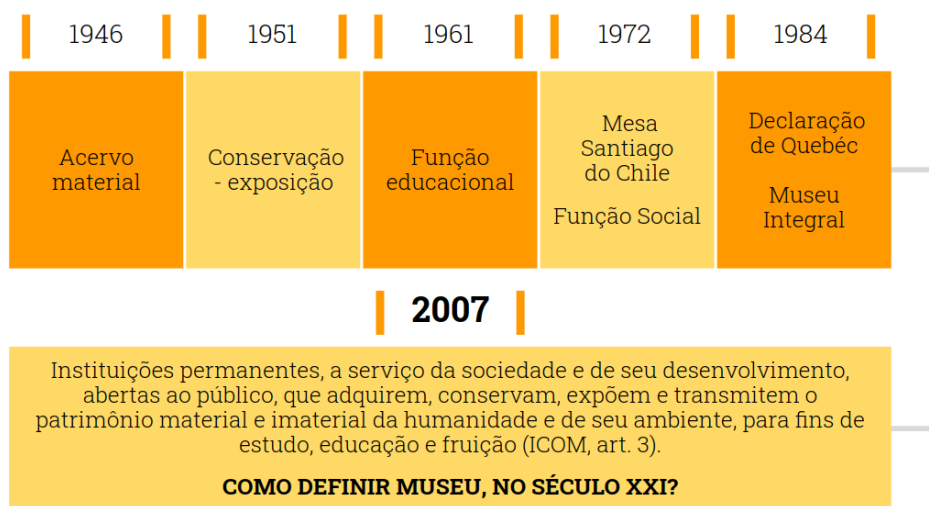 1946
1951
1961
1972
1984
Acervo
material
Conservação
- exposição
Função
educacional
Mesa
Santiago
do Chile
Função Social
Declaração
de Quebéc
Museu
Integral
2007
Instituições permanentes, a serviço da sociedade e de seu desenvolvimento,
abertas ao público, que adquirem, conservam, expõem e transmitem o
patrimônio material e imaterial da humanidade e de seu ambiente, para fins de
estudo, educação e fruição (ICOM, art. 3).
COMO DEFINIR MUSEU, NO SÉCULO XXI?